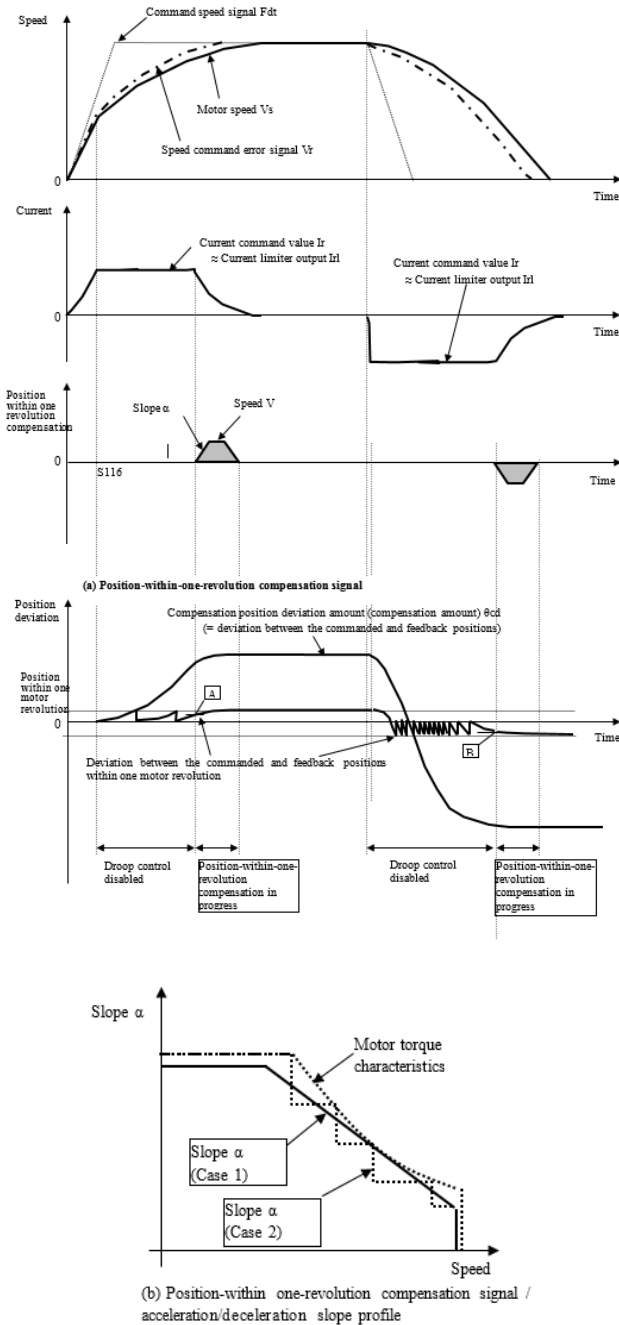 Speed
Command speed signal Fdt
Motor speed Vs
Speed command error signal Vr
0
Time
Current
Current command value Ir
≈ Current limiter output Irl
Current command value Ir
≈ Current limiter output Irl
0
Time
Position
within one
revolution
compensation
Slope α
Speed V
0
S116
Time
(a) Position-within-one-revolution compensation signal
Position
deviation
Compensation position deviation amount (compensation amount) θcd
(= deviation between the commanded and feedback positions)
Position
within one
motor
revolution
A
0
Time
B
Deviation between the commanded and feedback positions
within one motor revolution
Droop control
disabled
Position-within-one-
revolution
compensation in
progress
Droop control
disabled
Position-within-one-
revolution
compensation in
progress
Slope α
Motor torque
characteristics
Slope α
(Case 1)
Slope α
(Case 2)
Speed
(b) Position-within one-revolution compensation signal /
acceleration/deceleration slope profile